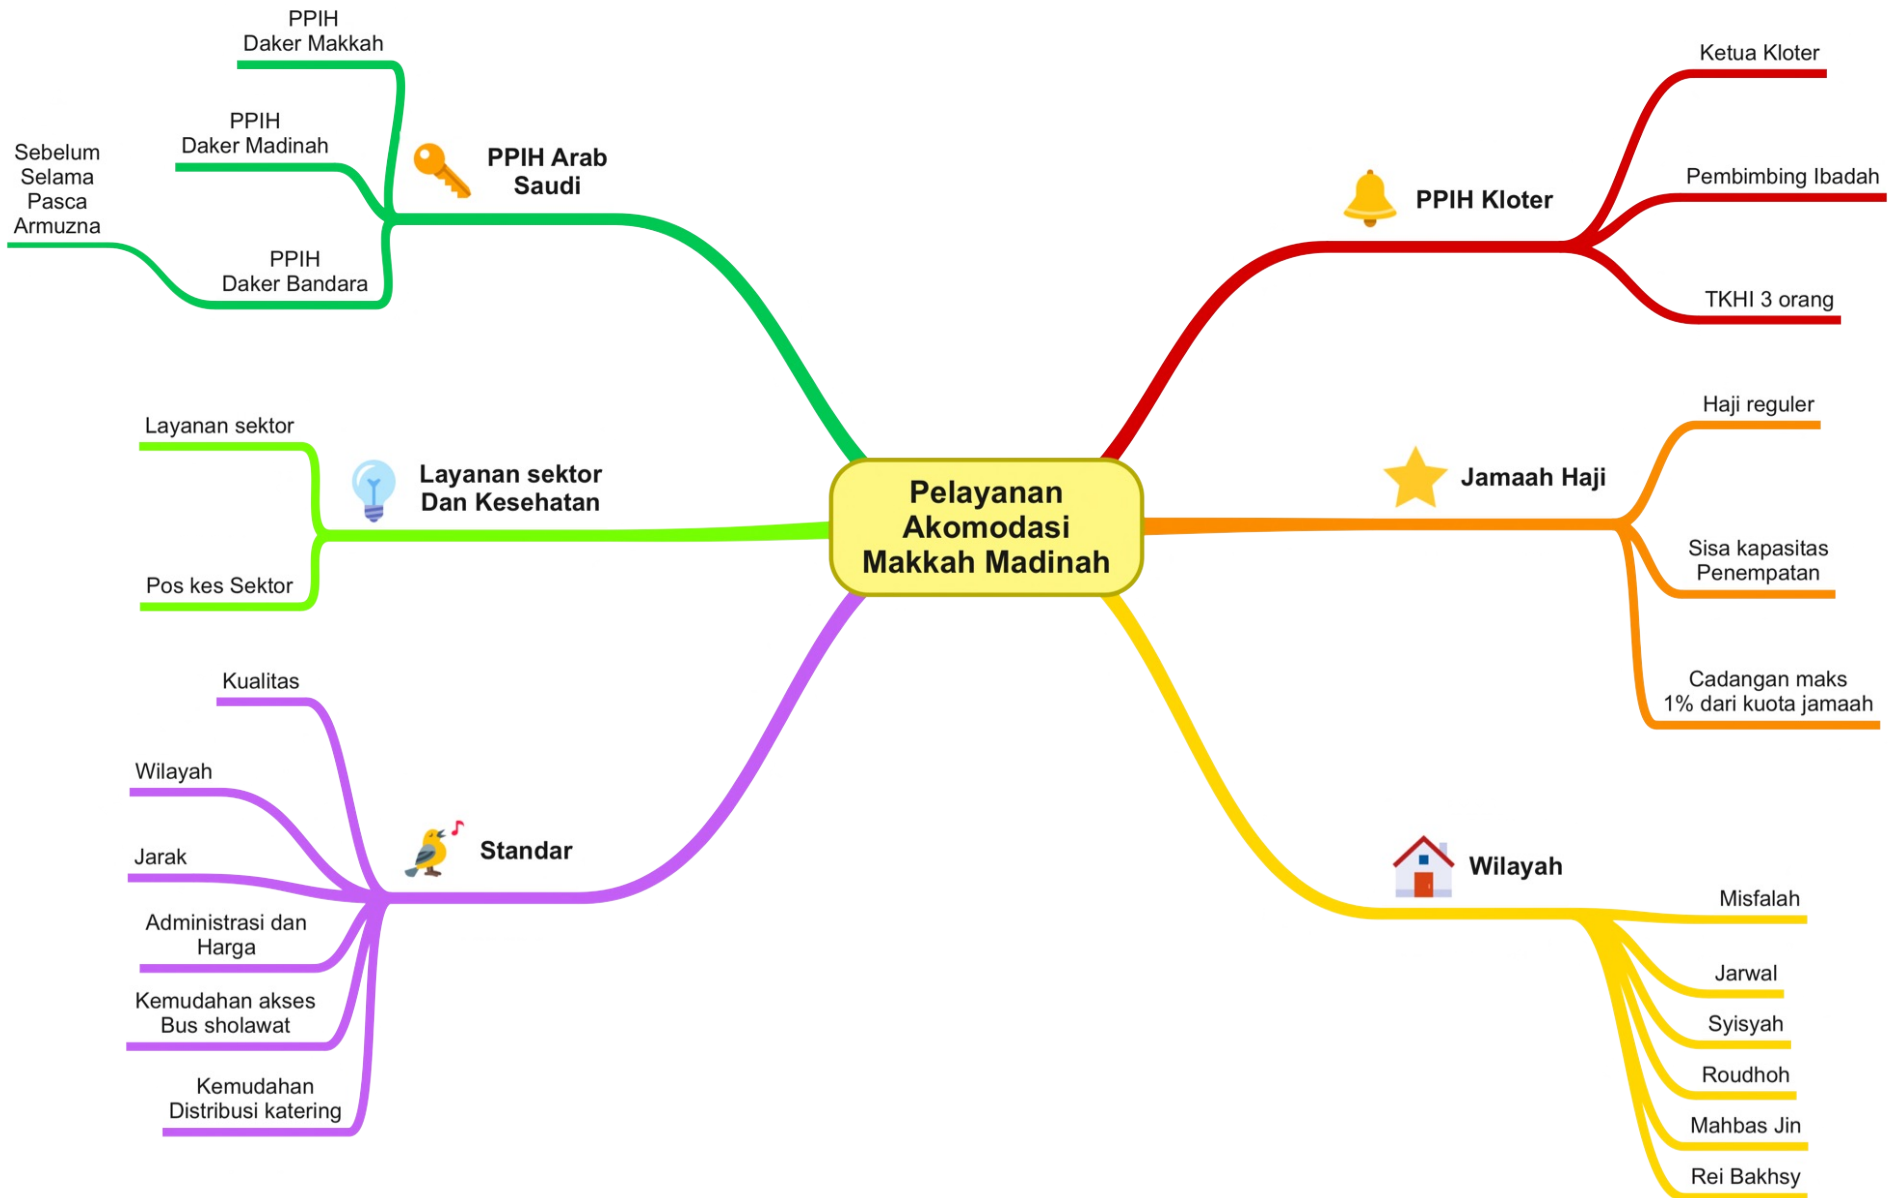 Pelayanan
Akomodasi
Makkah Madinah
PPIH Arab
Saudi
PPIH
Daker Makkah
PPIH
Daker Madinah
PPIH
Daker Bandara
Sebelum
Selama
Pasca
Armuzna
Layanan sektor
Dan Kesehatan
Layanan sektor
Pos kes Sektor
Standar
Kualitas
Wilayah
Jarak
Administrasi dan
Harga
Kemudahan akses
Bus sholawat
Kemudahan
Distribusi katering
PPIH Kloter
Ketua Kloter
Pembimbing Ibadah
TKHI 3 orang
Jamaah Haji
Haji reguler
Sisa kapasitas
Penempatan
Cadangan maks
1% dari kuota jamaah
Wilayah
Misfalah
Jarwal
Syisyah
Roudhoh
Mahbas Jin
Rei Bakhsy